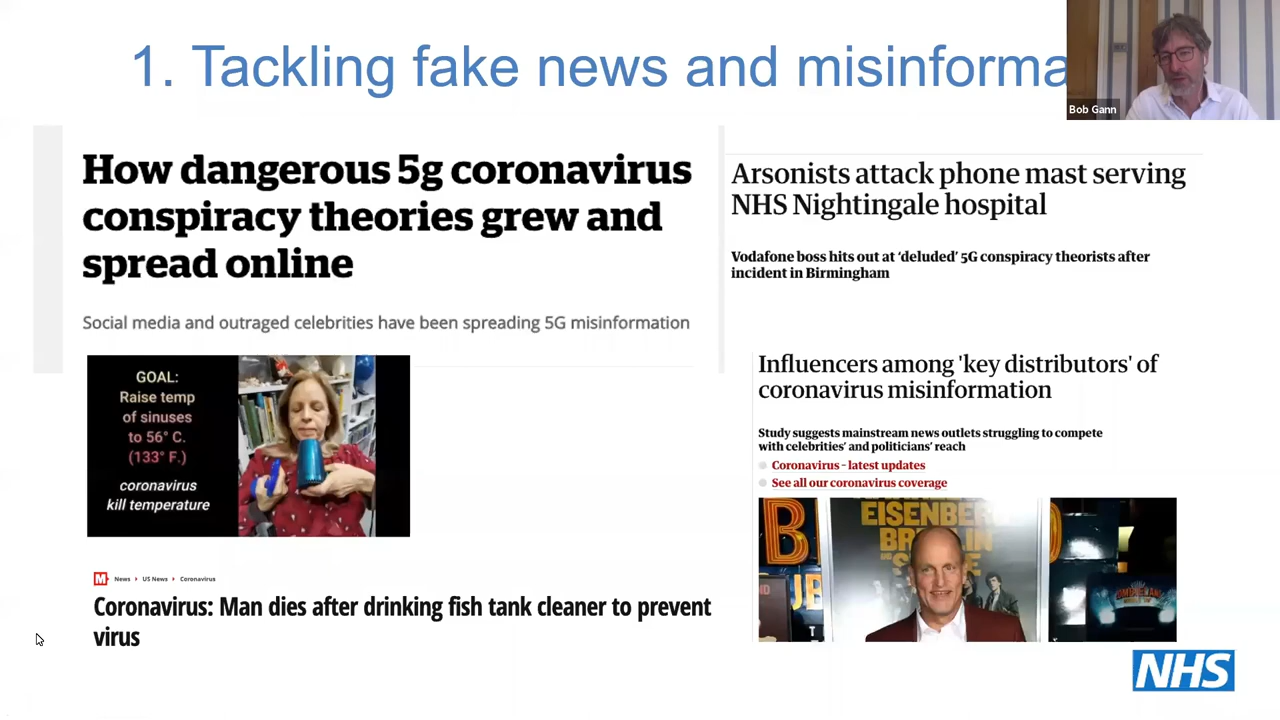 1. Tackling fake news and misinforma
Bob Gann
How dangerous 5g coronavirus
conspiracy theories grew and
spread online
Social media and outraged celebrities have been spreading 5G misinformation
Arsonists attack phone mast serving
NHS Nightingale hospital
Vodafone boss hits out at ‘deluded’ 5G conspiracy theorists after
incident in Birmingham
GOAL:
Raise temp
of sinuses
to 56° C.
(133° F.)
coronavirus
kill temperature
Influencers among 'key distributors' of
coronavirus misinformation
Study suggests mainstream news outlets struggling to compete
with celebrities’ and politicians’ reach
Coronavirus – latest updates
See all our coronavirus coverage
EISENBE
M News US News Coronavirus
Coronavirus: Man dies after drinking fish tank cleaner to prevent
virus
NHS